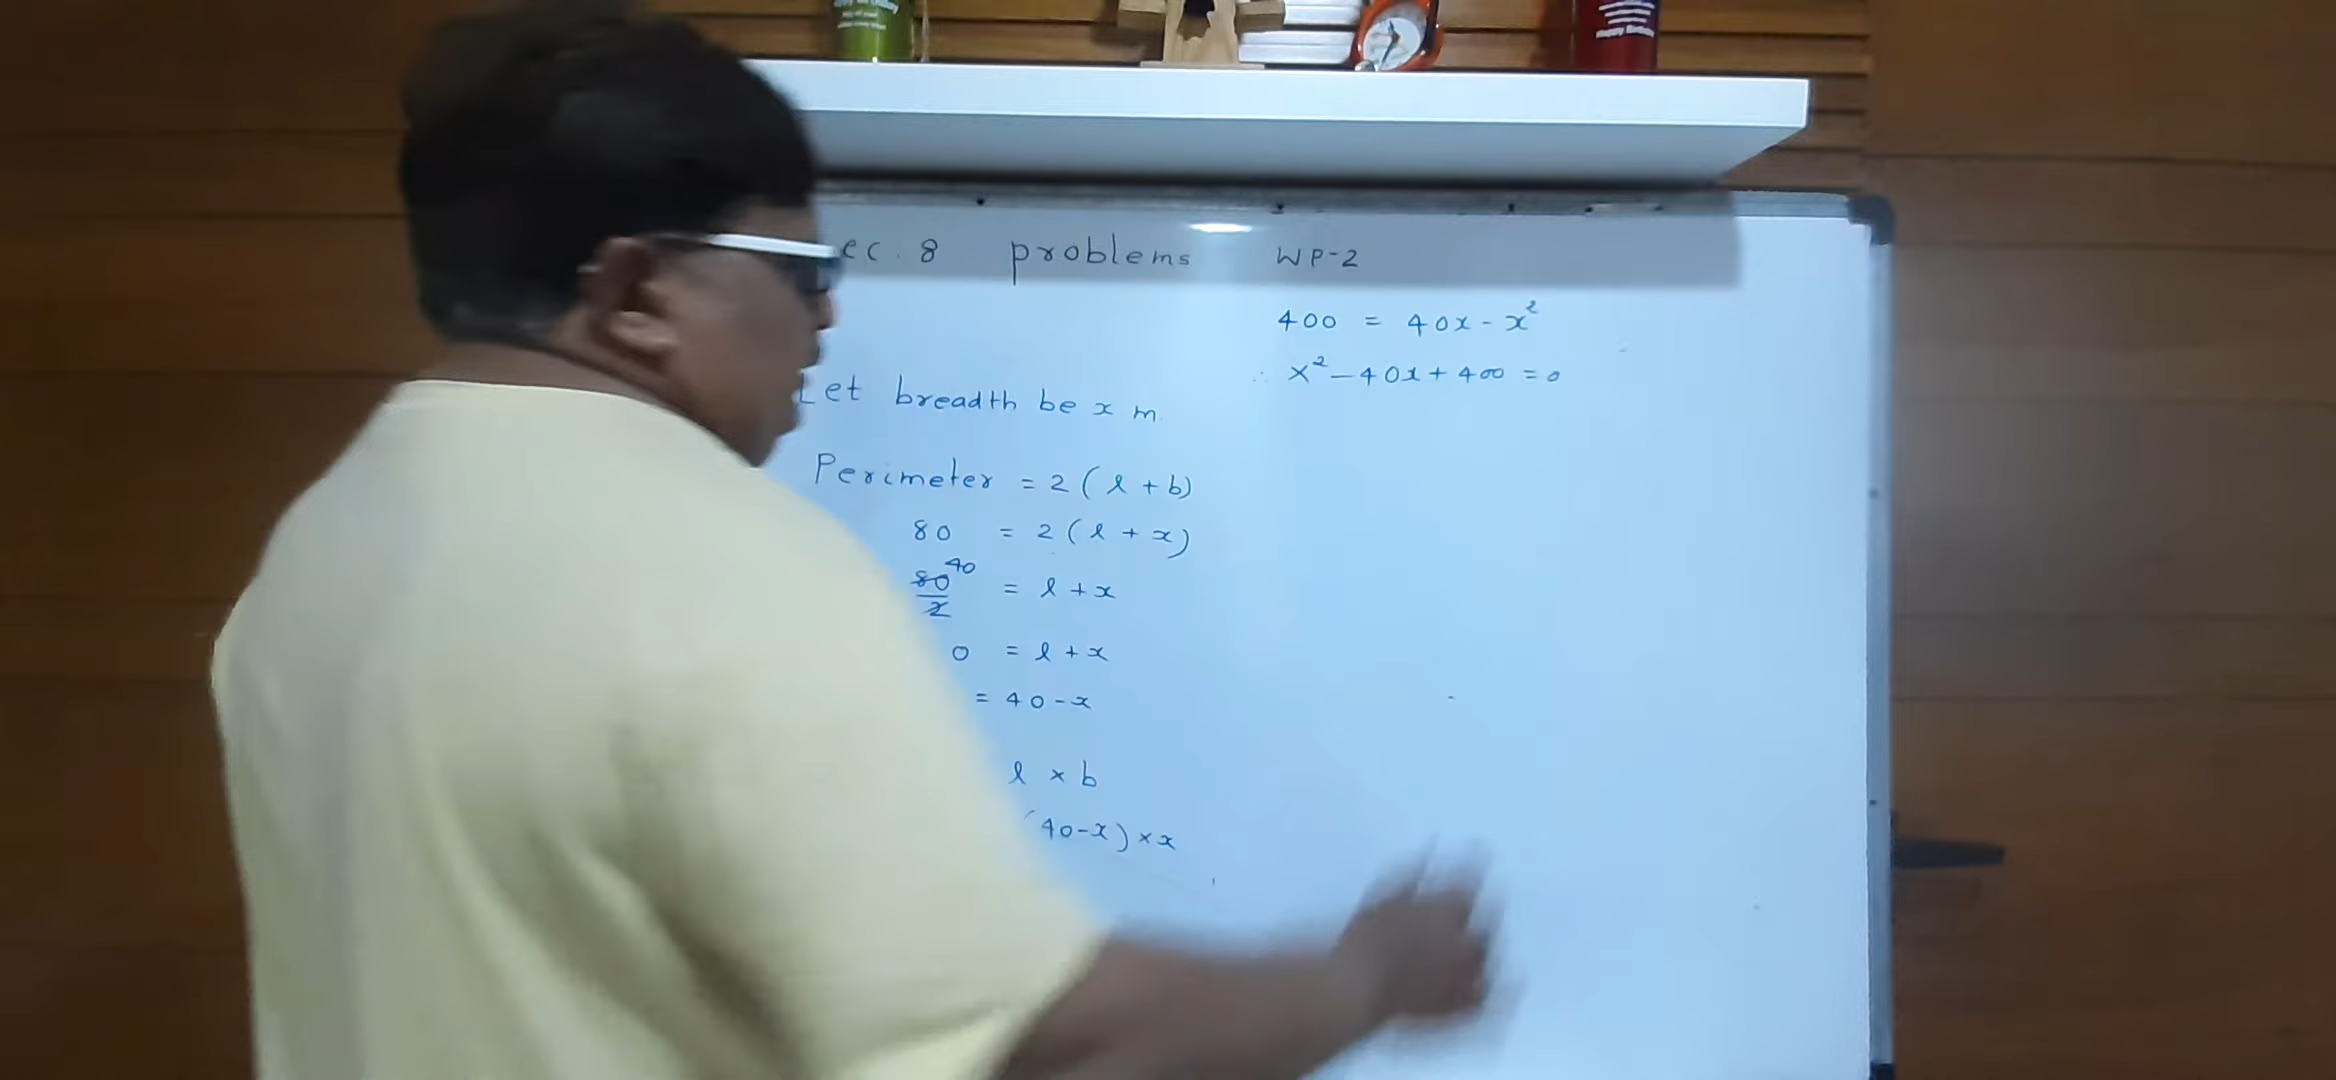 8 problems WP-2
Let breadth be x m
Perimeter = 2 ( l + b)
80 = 2 ( l + x)
80/2 40 = l + x
0 = l + x
= 40 - x
l × b
(40-x) × x
400 = 40x - x²
∴ x² - 40x + 400 = 0